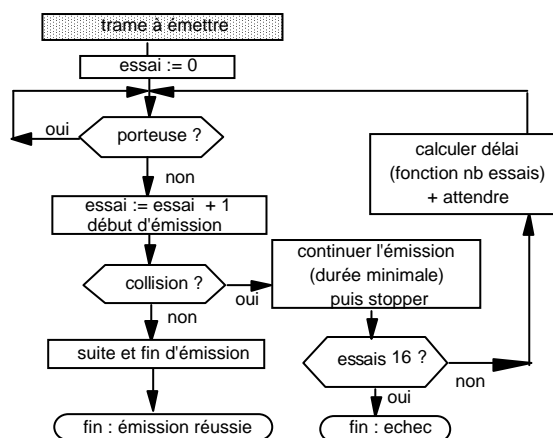 trame à émettre
essai := 0
oui
porteuse ?
non
calculer délai
(fonction nb essais)
+ attendre
essai := essai + 1
début d'émission
collision ?
oui
continuer l'émission
(durée minimale)
puis stopper
non
suite et fin d'émission
essais 16 ?
non
oui
fin : émission réussie
fin : echec